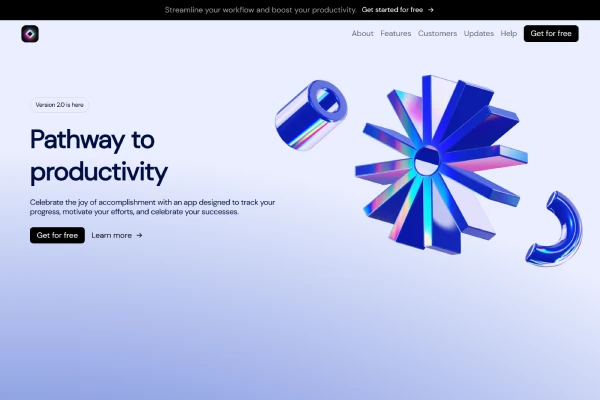 Streamline your workflow and boost your productivity. Get started for free →
About Features Customers Updates Help Get for free
Version 2.0 is here
Pathway to
productivity
Celebrate the joy of accomplishment with an app designed to track your
progress, motivate your efforts, and celebrate your successes.
Get for free Learn more →